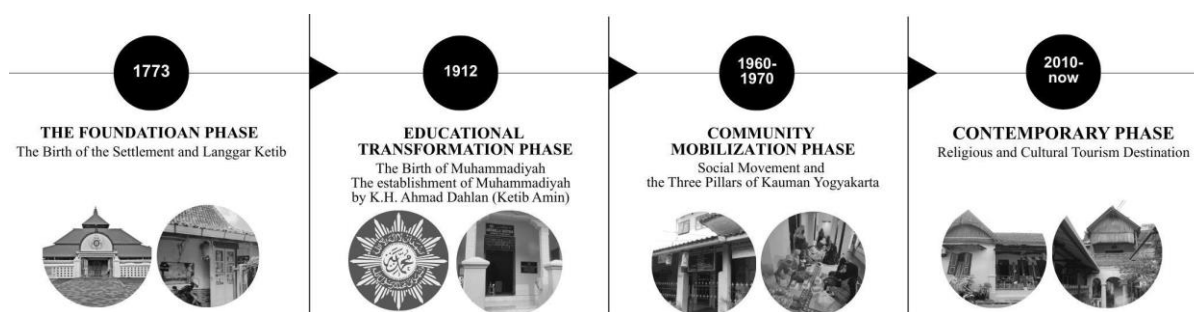 1773
THE FOUNDATIOAN PHASE
The Birth of the Settlement and Langgar Ketib
1912
EDUCATIONAL
TRANSFORMATION PHASE
The Birth of Muhammadiyah
The establishment of Muhammadiyah
by K.H. Ahmad Dahlan (Ketib Amin)
1960-
1970
COMMUNITY
MOBILIZATION PHASE
Social Movement and
the Three Pillars of Kauman Yogyakarta
2010-
now
CONTEMPORARY PHASE
Religious and Cultural Tourism Destination